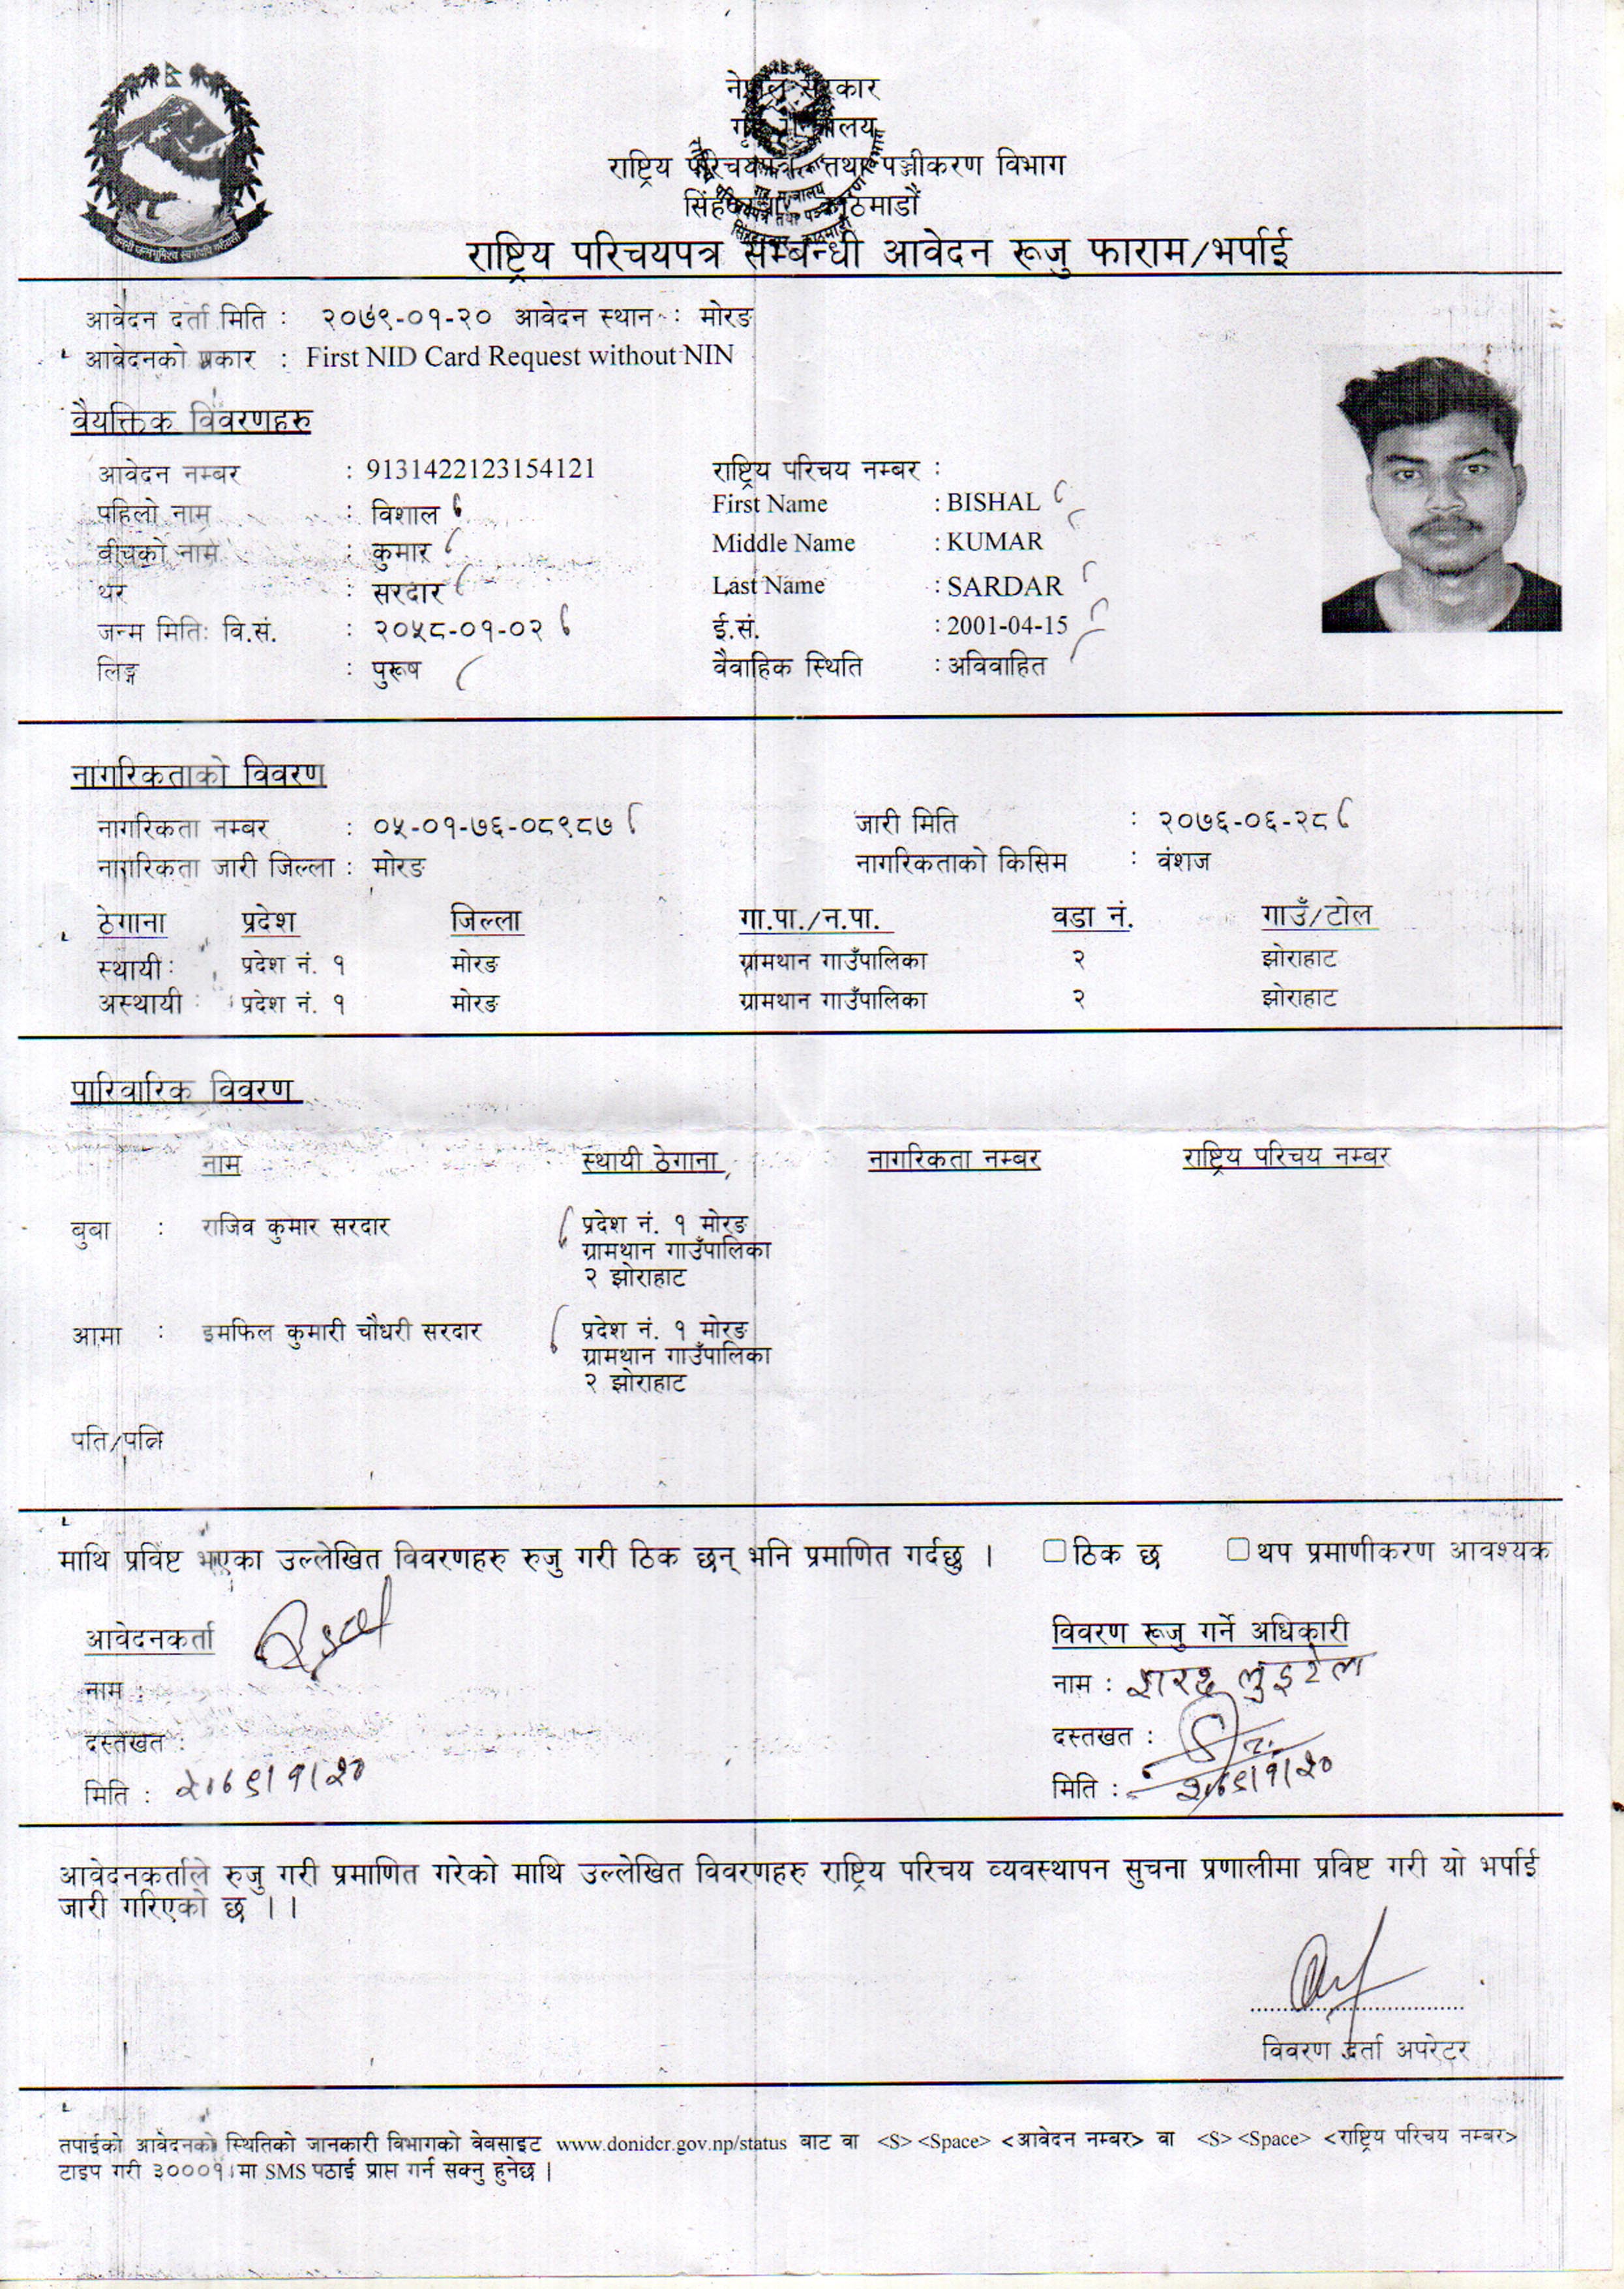 नेपाल सरकार
गृह मन्त्रालय
राष्ट्रिय परिचयपत्र तथा पञ्जीकरण विभाग
सिंहदरबार काठमाडौं
राष्ट्रिय परिचयपत्र सम्बन्धी आवेदन रूजु फाराम/भर्पाई
आवेदन दर्ता मिति : २०७९-०१-२० आवेदन स्थान : मोरङ
आवेदनको प्रकार : First NID Card Request without NIN
वैयक्तिक विवरणहरु
आवेदन नम्बर : 9131422123154121 राष्ट्रिय परिचय नम्बर :
पहिलो नाम : विशाल First Name : BISHAL
वीचको नाम : कुमार Middle Name : KUMAR
थर : सरदार Last Name : SARDAR
जन्म मितिः वि.सं. : २०५८-०१-०२ ई.सं. : 2001-04-15
लिङ्ग : पुरूष वैवाहिक स्थिति : अविवाहित
नागरिकताको विवरण
नागरिकता नम्बर : ०५-०१-७६-०८९८७ जारी मिति : २०७६-०६-२८
नागरिकता जारी जिल्ला : मोरङ नागरिकताको किसिम : वंशज
ठेगाना प्रदेश जिल्ला गा.पा./न.पा. वडा नं. गाउँ/टोल
स्थायी : प्रदेश नं. १ मोरङ ग्रामथान गाउँपालिका २ झोराहाट
अस्थायी : प्रदेश नं. १ मोरङ ग्रामथान गाउँपालिका २ झोराहाट
पारिवारिक विवरण
नाम स्थायी ठेगाना नागरिकता नम्बर राष्ट्रिय परिचय नम्बर
बुबा : राजिव कुमार सरदार प्रदेश नं. १ मोरङ
ग्रामथान गाउँपालिका
२ झोराहाट
आमा : इमफिल कुमारी चौधरी सरदार प्रदेश नं. १ मोरङ
ग्रामथान गाउँपालिका
२ झोराहाट
पति/पत्नि
माथि प्रविष्ट भएका उल्लेखित विवरणहरु रुजु गरी ठिक छन् भनि प्रमाणित गर्दछु । ठिक छ थप प्रमाणीकरण आवश्यक
आवेदनकर्ता विवरण रूजु गर्ने अधिकारी
नाम : नाम : शरद लुइटेल
दस्तखत : दस्तखत :
मिति : २०७९।१।२० मिति : २०७९।१।२०
आवेदनकर्ताले रुजु गरी प्रमाणित गरेको माथि उल्लेखित विवरणहरु राष्ट्रिय परिचय व्यवस्थापन सुचना प्रणालीमा प्रविष्ट गरी यो भर्पाई
जारी गरिएको छ ।।
विवरण दर्ता अपरेटर
तपाईको आवेदनको स्थितिको जानकारी विभागको वेवसाइट www.donidcr.gov.np/status बाट वा <S> <Space> <आवेदन नम्बर> वा <S> <Space> <राष्ट्रिय परिचय नम्बर>
टाइप गरी ३०००१ मा SMS पठाई प्राप्त गर्न सक्नु हुनेछ।